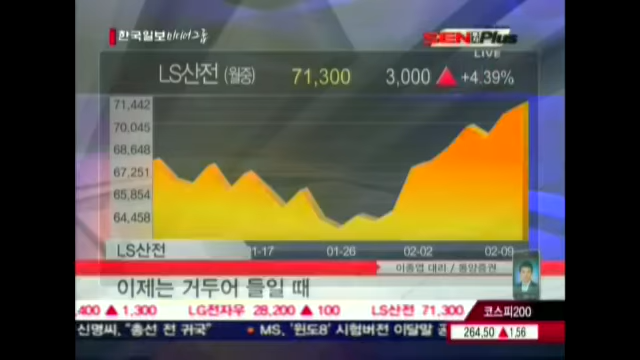 한국일보 미디어그룹
SEN Plus
LIVE
LS산전 (월중) 71,300 3,000 ▲ +4.39%
71,442
70,045
68,648
67,251
65,854
64,458
LS산전 1-17 01-26 02-02 02-09
이종엽 대리 / 동양증권
이제는 거두어 들일 때
400 ▲ 1,300 LG전자우 28,200 ▲ 100 LS산전 71,300 코스피200
신명씨, "총선 전 귀국" • MS, '윈도8' 시험버전 이달말 공 264.50 ▲ 1.56